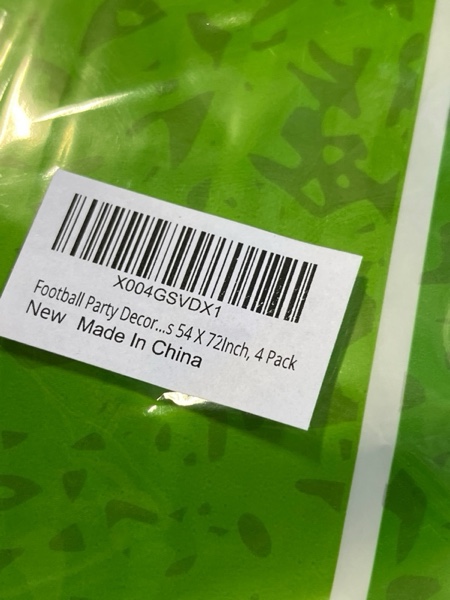 X004GSVDX1
Football Party Decor...s 54 X 72Inch, 4 Pack
New Made In China